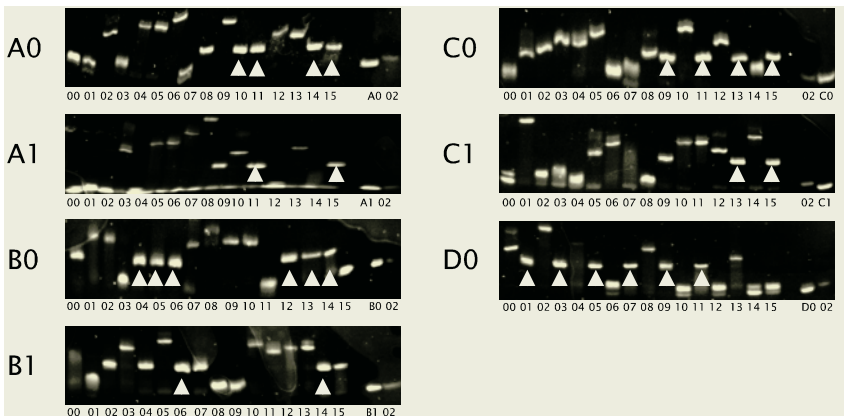 A0
00 01 02 03 04 05 06 07 08 09 10 11 12 13 14 15 A0 02
A1
00 01 02 03 04 05 06 07 08 09 10 11 12 13 14 15 A1 02
B0
00 01 02 03 04 05 06 07 08 09 10 11 12 13 14 15 B0 02
B1
00 01 02 03 04 05 06 07 08 09 10 11 12 13 14 15 B1 02
C0
00 01 02 03 04 05 06 07 08 09 10 11 12 13 14 15 02 C0
C1
00 01 02 03 04 05 06 07 08 09 10 11 12 13 14 15 02 C1
D0
00 01 02 03 04 05 06 07 08 09 10 11 12 13 14 15 D0 02